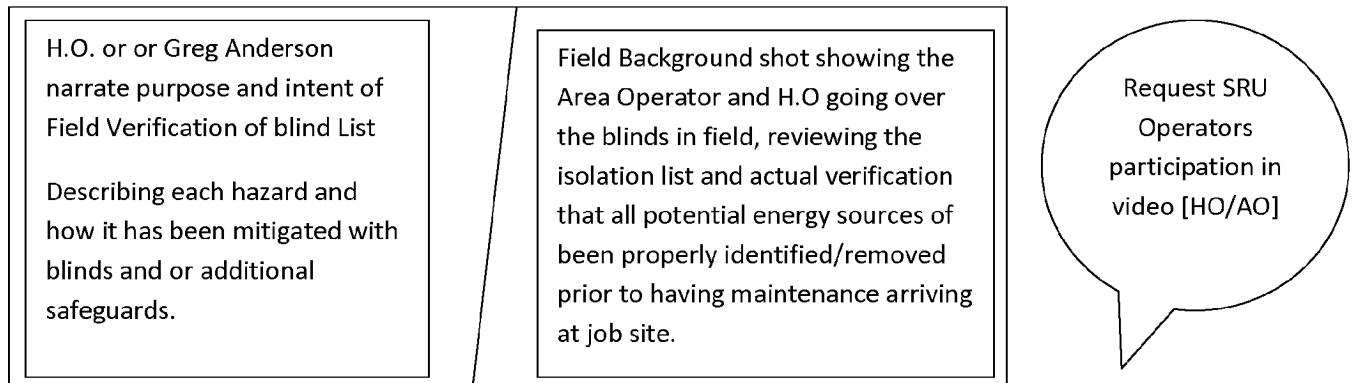 H.O. or or Greg Anderson
narrate purpose and intent of
Field Verification of blind List
Describing each hazard and
how it has been mitigated with
blinds and or additional
safeguards.
Field Background shot showing the
Area Operator and H.O going over
the blinds in field, reviewing the
isolation list and actual verification
that all potential energy sources of
been properly identified/removed
prior to having maintenance arriving
at job site.
Request SRU
Operators
participation in
video [HO/AO]